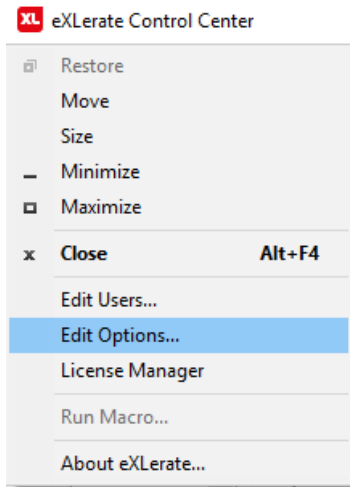 XL eXLerate Control Center
Restore
Move
Size
Minimize
Maximize
x Close Alt+F4
Edit Users...
Edit Options...
License Manager
Run Macro...
About eXLerate...